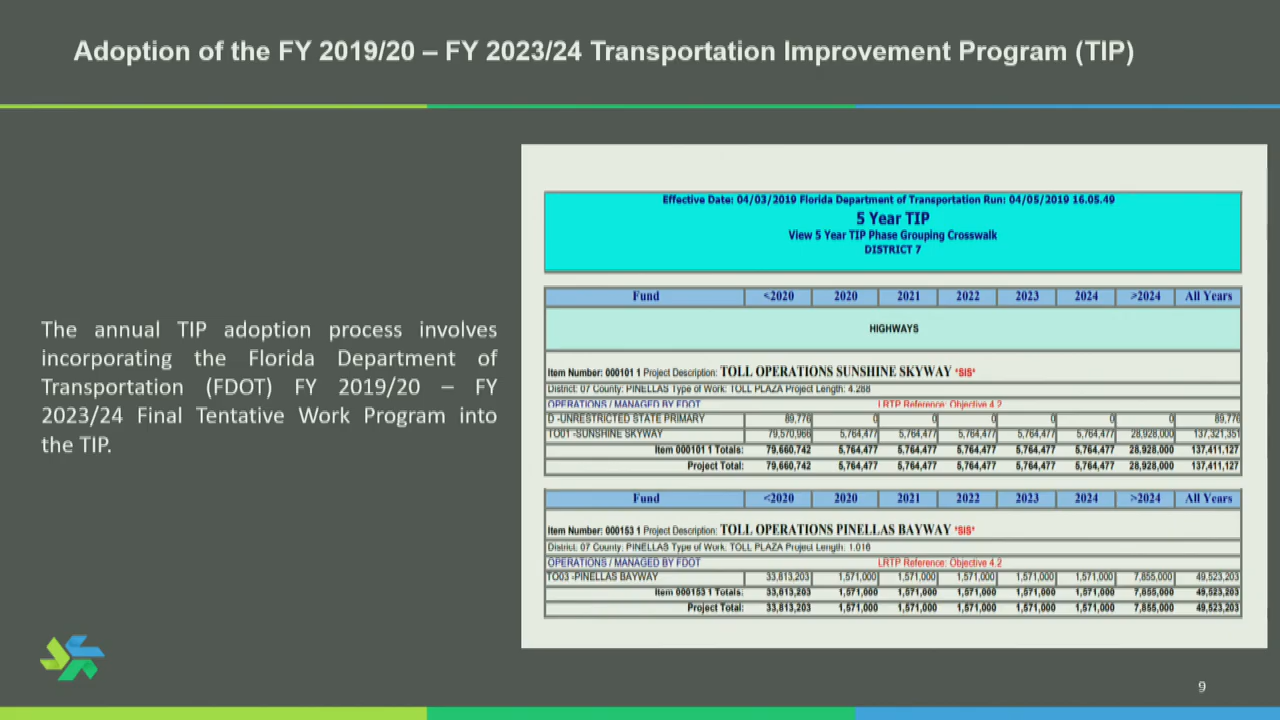 Adoption of the FY 2019/20 – FY 2023/24 Transportation Improvement Program (TIP)
The annual TIP adoption process involves
incorporating the Florida Department of
Transportation (FDOT) FY 2019/20 – FY
2023/24 Final Tentative Work Program into
the TIP.
Effective Date: 04/03/2019 Florida Department of Transportation Run: 04/05/2019 16.05.49
5 Year TIP
View 5 Year TIP Phase Grouping Crosswalk
DISTRICT 7
Fund <2020 2020 2021 2022 2023 2024 >2024 All Years
HIGHWAYS
Item Number: 000101 1 Project Description: TOLL OPERATIONS SUNSHINE SKYWAY *SIS*
District: 07 County: PINELLAS Type of Work: TOLL PLAZA Project Length: 4.288
OPERATIONS / MANAGED BY FDOT LRTP Reference: Objective 4.2
D -UNRESTRICTED STATE PRIMARY 89,776 0 0 0 0 0 0 89,776
TO01 -SUNSHINE SKYWAY 79,570,966 5,764,477 5,764,477 5,764,477 5,764,477 5,764,477 28,928,000 137,321,351
Item 000101 1 Totals: 79,660,742 5,764,477 5,764,477 5,764,477 5,764,477 5,764,477 28,928,000 137,411,127
Project Total: 79,660,742 5,764,477 5,764,477 5,764,477 5,764,477 5,764,477 28,928,000 137,411,127
Fund <2020 2020 2021 2022 2023 2024 >2024 All Years
Item Number: 000153 1 Project Description: TOLL OPERATIONS PINELLAS BAYWAY *SIS*
District: 07 County: PINELLAS Type of Work: TOLL PLAZA Project Length: 1.016
OPERATIONS / MANAGED BY FDOT LRTP Reference: Objective 4.2
TO03 -PINELLAS BAYWAY 33,813,203 1,571,000 1,571,000 1,571,000 1,571,000 1,571,000 7,855,000 49,523,203
Item 000153 1 Totals: 33,813,203 1,571,000 1,571,000 1,571,000 1,571,000 1,571,000 7,855,000 49,523,203
Project Total: 33,813,203 1,571,000 1,571,000 1,571,000 1,571,000 1,571,000 7,855,000 49,523,203
9